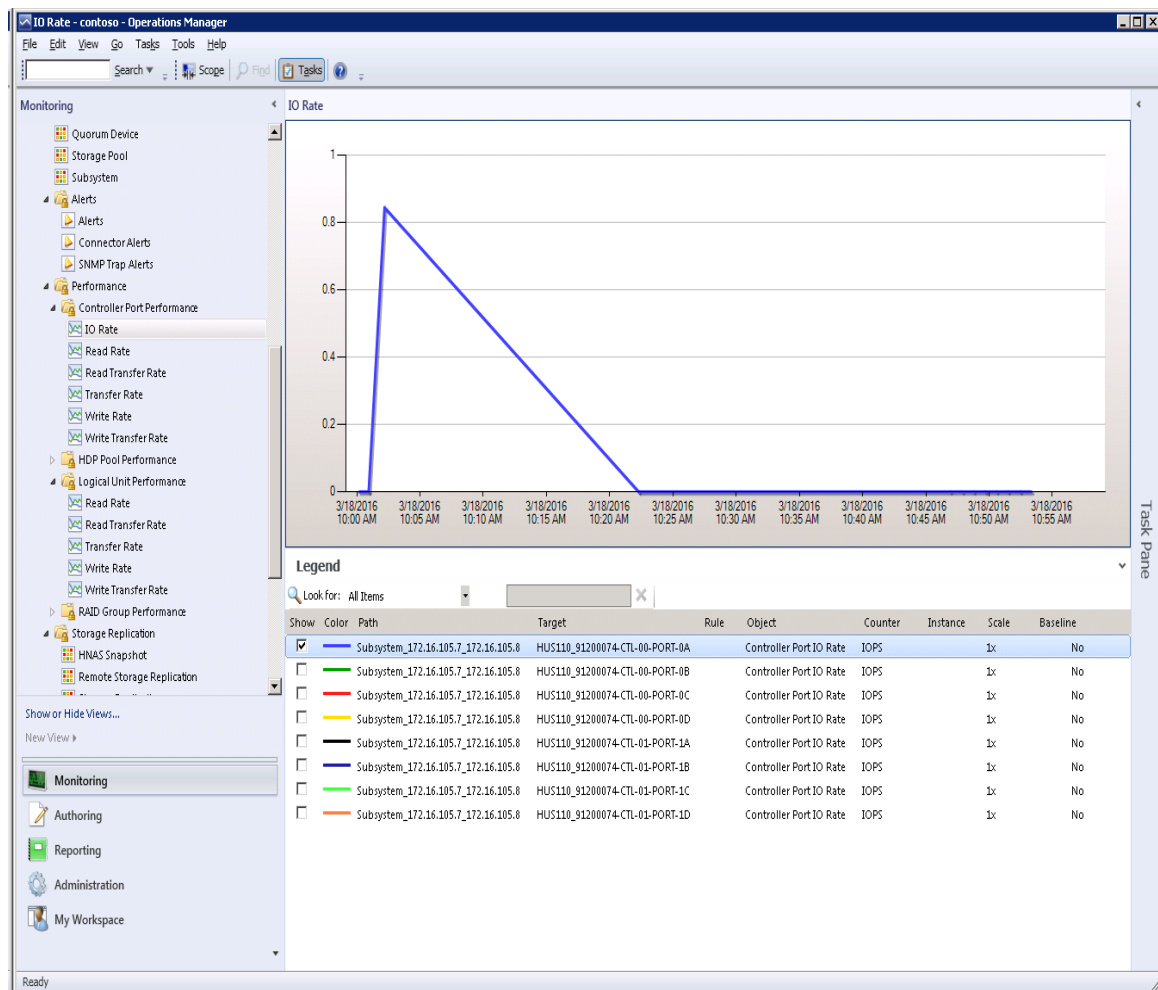 IO Rate - contoso - Operations Manager
File Edit View Go Tasks Tools Help
Search Scope Find Tasks
Monitoring
Quorum Device
Storage Pool
Subsystem
Alerts
Alerts
Connector Alerts
SNMP Trap Alerts
Performance
Controller Port Performance
IO Rate
Read Rate
Read Transfer Rate
Transfer Rate
Write Rate
Write Transfer Rate
HDP Pool Performance
Logical Unit Performance
Read Rate
Read Transfer Rate
Transfer Rate
Write Rate
Write Transfer Rate
RAID Group Performance
Storage Replication
HNAS Snapshot
Remote Storage Replication
Show or Hide Views...
New View
Monitoring
Authoring
Reporting
Administration
My Workspace
IO Rate
1
0.8
0.6
0.4
0.2
0
3/18/2016 3/18/2016 3/18/2016 3/18/2016 3/18/2016 3/18/2016 3/18/2016 3/18/2016 3/18/2016 3/18/2016 3/18/2016 3/18/2016
10:00 AM 10:05 AM 10:10 AM 10:15 AM 10:20 AM 10:25 AM 10:30 AM 10:35 AM 10:40 AM 10:45 AM 10:50 AM 10:55 AM
Legend
Look for: All Items
Show Color Path Target Rule Object Counter Instance Scale Baseline
Subsystem_172.16.105.7_172.16.105.8 HUS110_91200074-CTL-00-PORT-0A Controller Port IO Rate IOPS 1x No
Subsystem_172.16.105.7_172.16.105.8 HUS110_91200074-CTL-00-PORT-0B Controller Port IO Rate IOPS 1x No
Subsystem_172.16.105.7_172.16.105.8 HUS110_91200074-CTL-00-PORT-0C Controller Port IO Rate IOPS 1x No
Subsystem_172.16.105.7_172.16.105.8 HUS110_91200074-CTL-00-PORT-0D Controller Port IO Rate IOPS 1x No
Subsystem_172.16.105.7_172.16.105.8 HUS110_91200074-CTL-01-PORT-1A Controller Port IO Rate IOPS 1x No
Subsystem_172.16.105.7_172.16.105.8 HUS110_91200074-CTL-01-PORT-1B Controller Port IO Rate IOPS 1x No
Subsystem_172.16.105.7_172.16.105.8 HUS110_91200074-CTL-01-PORT-1C Controller Port IO Rate IOPS 1x No
Subsystem_172.16.105.7_172.16.105.8 HUS110_91200074-CTL-01-PORT-1D Controller Port IO Rate IOPS 1x No
Task Pane
Ready